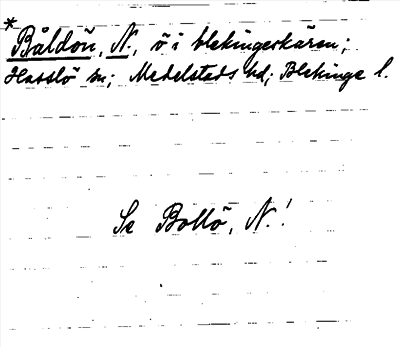 * Båldön, N., ö i blekingeskären;
Hasslö sn; Medelstads hd; Blekinge l.
Se Bollö, N.!